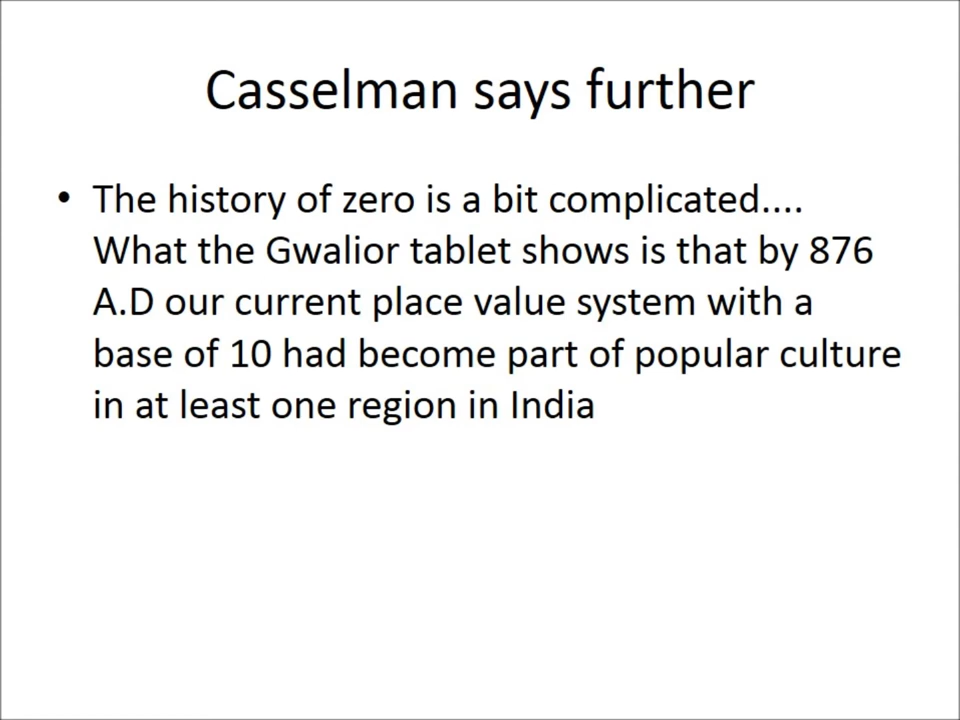 Casselman says further
• The history of zero is a bit complicated....
What the Gwalior tablet shows is that by 876
A.D our current place value system with a
base of 10 had become part of popular culture
in at least one region in India